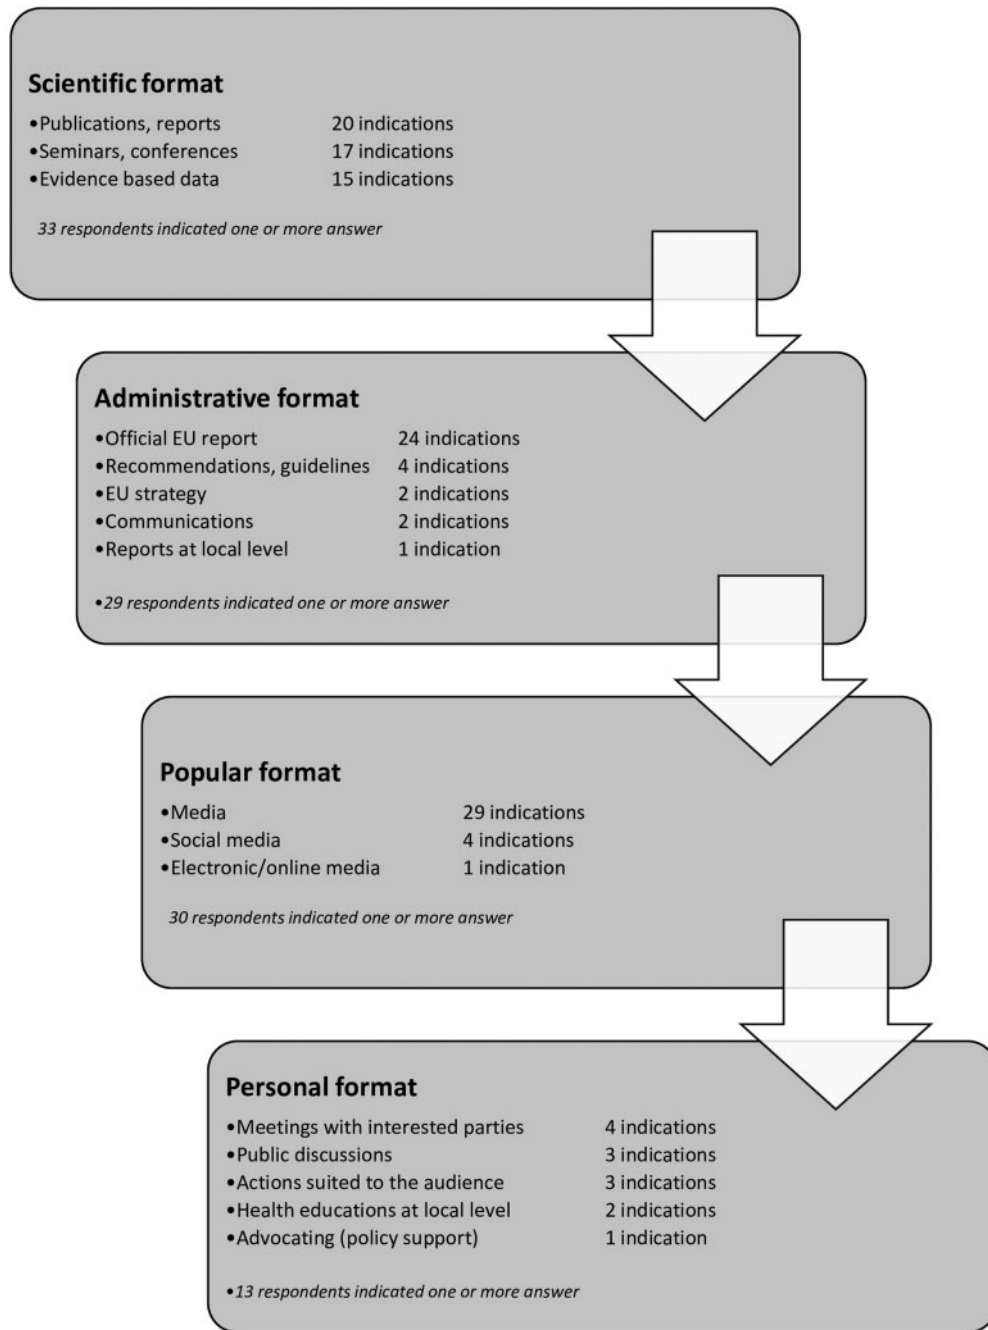 Scientific format
•Publications, reports 20 indications
•Seminars, conferences 17 indications
•Evidence based data 15 indications
33 respondents indicated one or more answer
Administrative format
•Official EU report 24 indications
•Recommendations, guidelines 4 indications
•EU strategy 2 indications
•Communications 2 indications
•Reports at local level 1 indication
•29 respondents indicated one or more answer
Popular format
•Media 29 indications
•Social media 4 indications
•Electronic/online media 1 indication
30 respondents indicated one or more answer
Personal format
•Meetings with interested parties 4 indications
•Public discussions 3 indications
•Actions suited to the audience 3 indications
•Health educations at local level 2 indications
•Advocating (policy support) 1 indication
•13 respondents indicated one or more answer